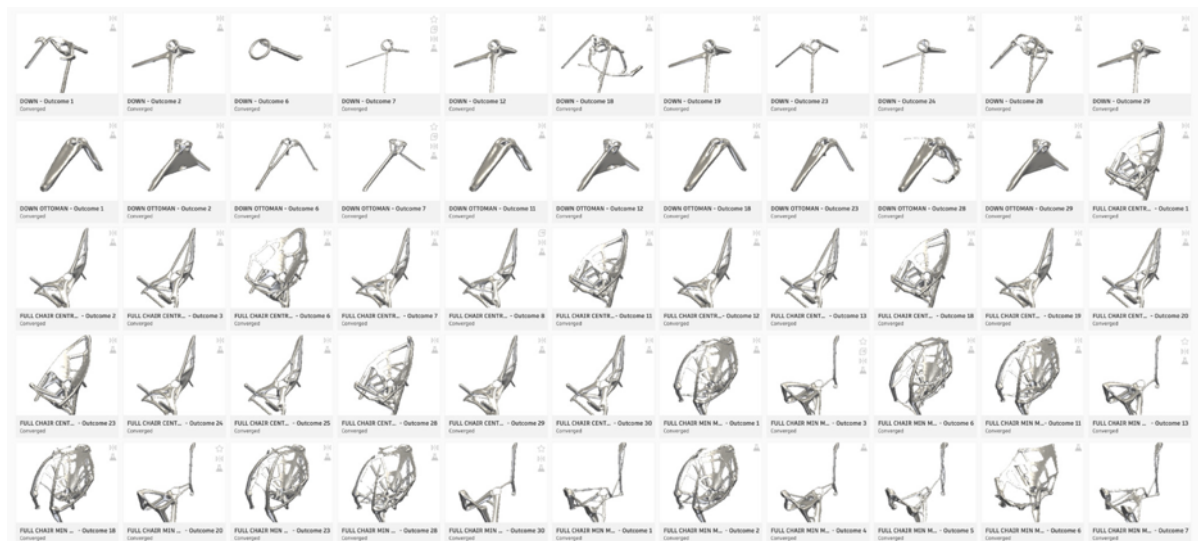 DOWN - Outcome 1
Converged
DOWN - Outcome 2
Converged
DOWN - Outcome 6
Converged
DOWN - Outcome 7
Converged
DOWN - Outcome 12
Converged
DOWN - Outcome 18
Converged
DOWN - Outcome 19
Converged
DOWN - Outcome 23
Converged
DOWN - Outcome 24
Converged
DOWN - Outcome 28
Converged
DOWN - Outcome 29
Converged
DOWN OTTOMAN - Outcome 1
Converged
DOWN OTTOMAN - Outcome 2
Converged
DOWN OTTOMAN - Outcome 6
Converged
DOWN OTTOMAN - Outcome 7
Converged
DOWN OTTOMAN - Outcome 11
Converged
DOWN OTTOMAN - Outcome 12
Converged
DOWN OTTOMAN - Outcome 18
Converged
DOWN OTTOMAN - Outcome 23
Converged
DOWN OTTOMAN - Outcome 28
Converged
DOWN OTTOMAN - Outcome 29
Converged
FULL CHAIR CENTR... - Outcome 1
Converged
FULL CHAIR CENTR... - Outcome 2
Converged
FULL CHAIR CENTR... - Outcome 3
Converged
FULL CHAIR CENTR... - Outcome 6
Converged
FULL CHAIR CENTR... - Outcome 7
Converged
FULL CHAIR CENTR... - Outcome 8
Converged
FULL CHAIR CENTR... - Outcome 11
Converged
FULL CHAIR CENTR... - Outcome 12
Converged
FULL CHAIR CENT... - Outcome 13
Converged
FULL CHAIR CENT... - Outcome 18
Converged
FULL CHAIR CENT... - Outcome 19
Converged
FULL CHAIR CENT... - Outcome 20
Converged
FULL CHAIR CENT... - Outcome 23
Converged
FULL CHAIR CENT... - Outcome 24
Converged
FULL CHAIR CENT... - Outcome 25
Converged
FULL CHAIR CENT... - Outcome 28
Converged
FULL CHAIR CENT... - Outcome 29
Converged
FULL CHAIR CENT... - Outcome 30
Converged
FULL CHAIR MIN M... - Outcome 1
Converged
FULL CHAIR MIN M... - Outcome 3
Converged
FULL CHAIR MIN M... - Outcome 6
Converged
FULL CHAIR MIN M... - Outcome 11
Converged
FULL CHAIR MIN ... - Outcome 13
Converged
FULL CHAIR MIN ... - Outcome 18
Converged
FULL CHAIR MIN ... - Outcome 20
Converged
FULL CHAIR MIN ... - Outcome 23
Converged
FULL CHAIR MIN ... - Outcome 28
Converged
FULL CHAIR MIN ... - Outcome 30
Converged
FULL CHAIR MIN M... - Outcome 1
Converged
FULL CHAIR MIN M... - Outcome 2
Converged
FULL CHAIR MIN M... - Outcome 4
Converged
FULL CHAIR MIN M... - Outcome 5
Converged
FULL CHAIR MIN M... - Outcome 6
Converged
FULL CHAIR MIN M... - Outcome 7
Converged